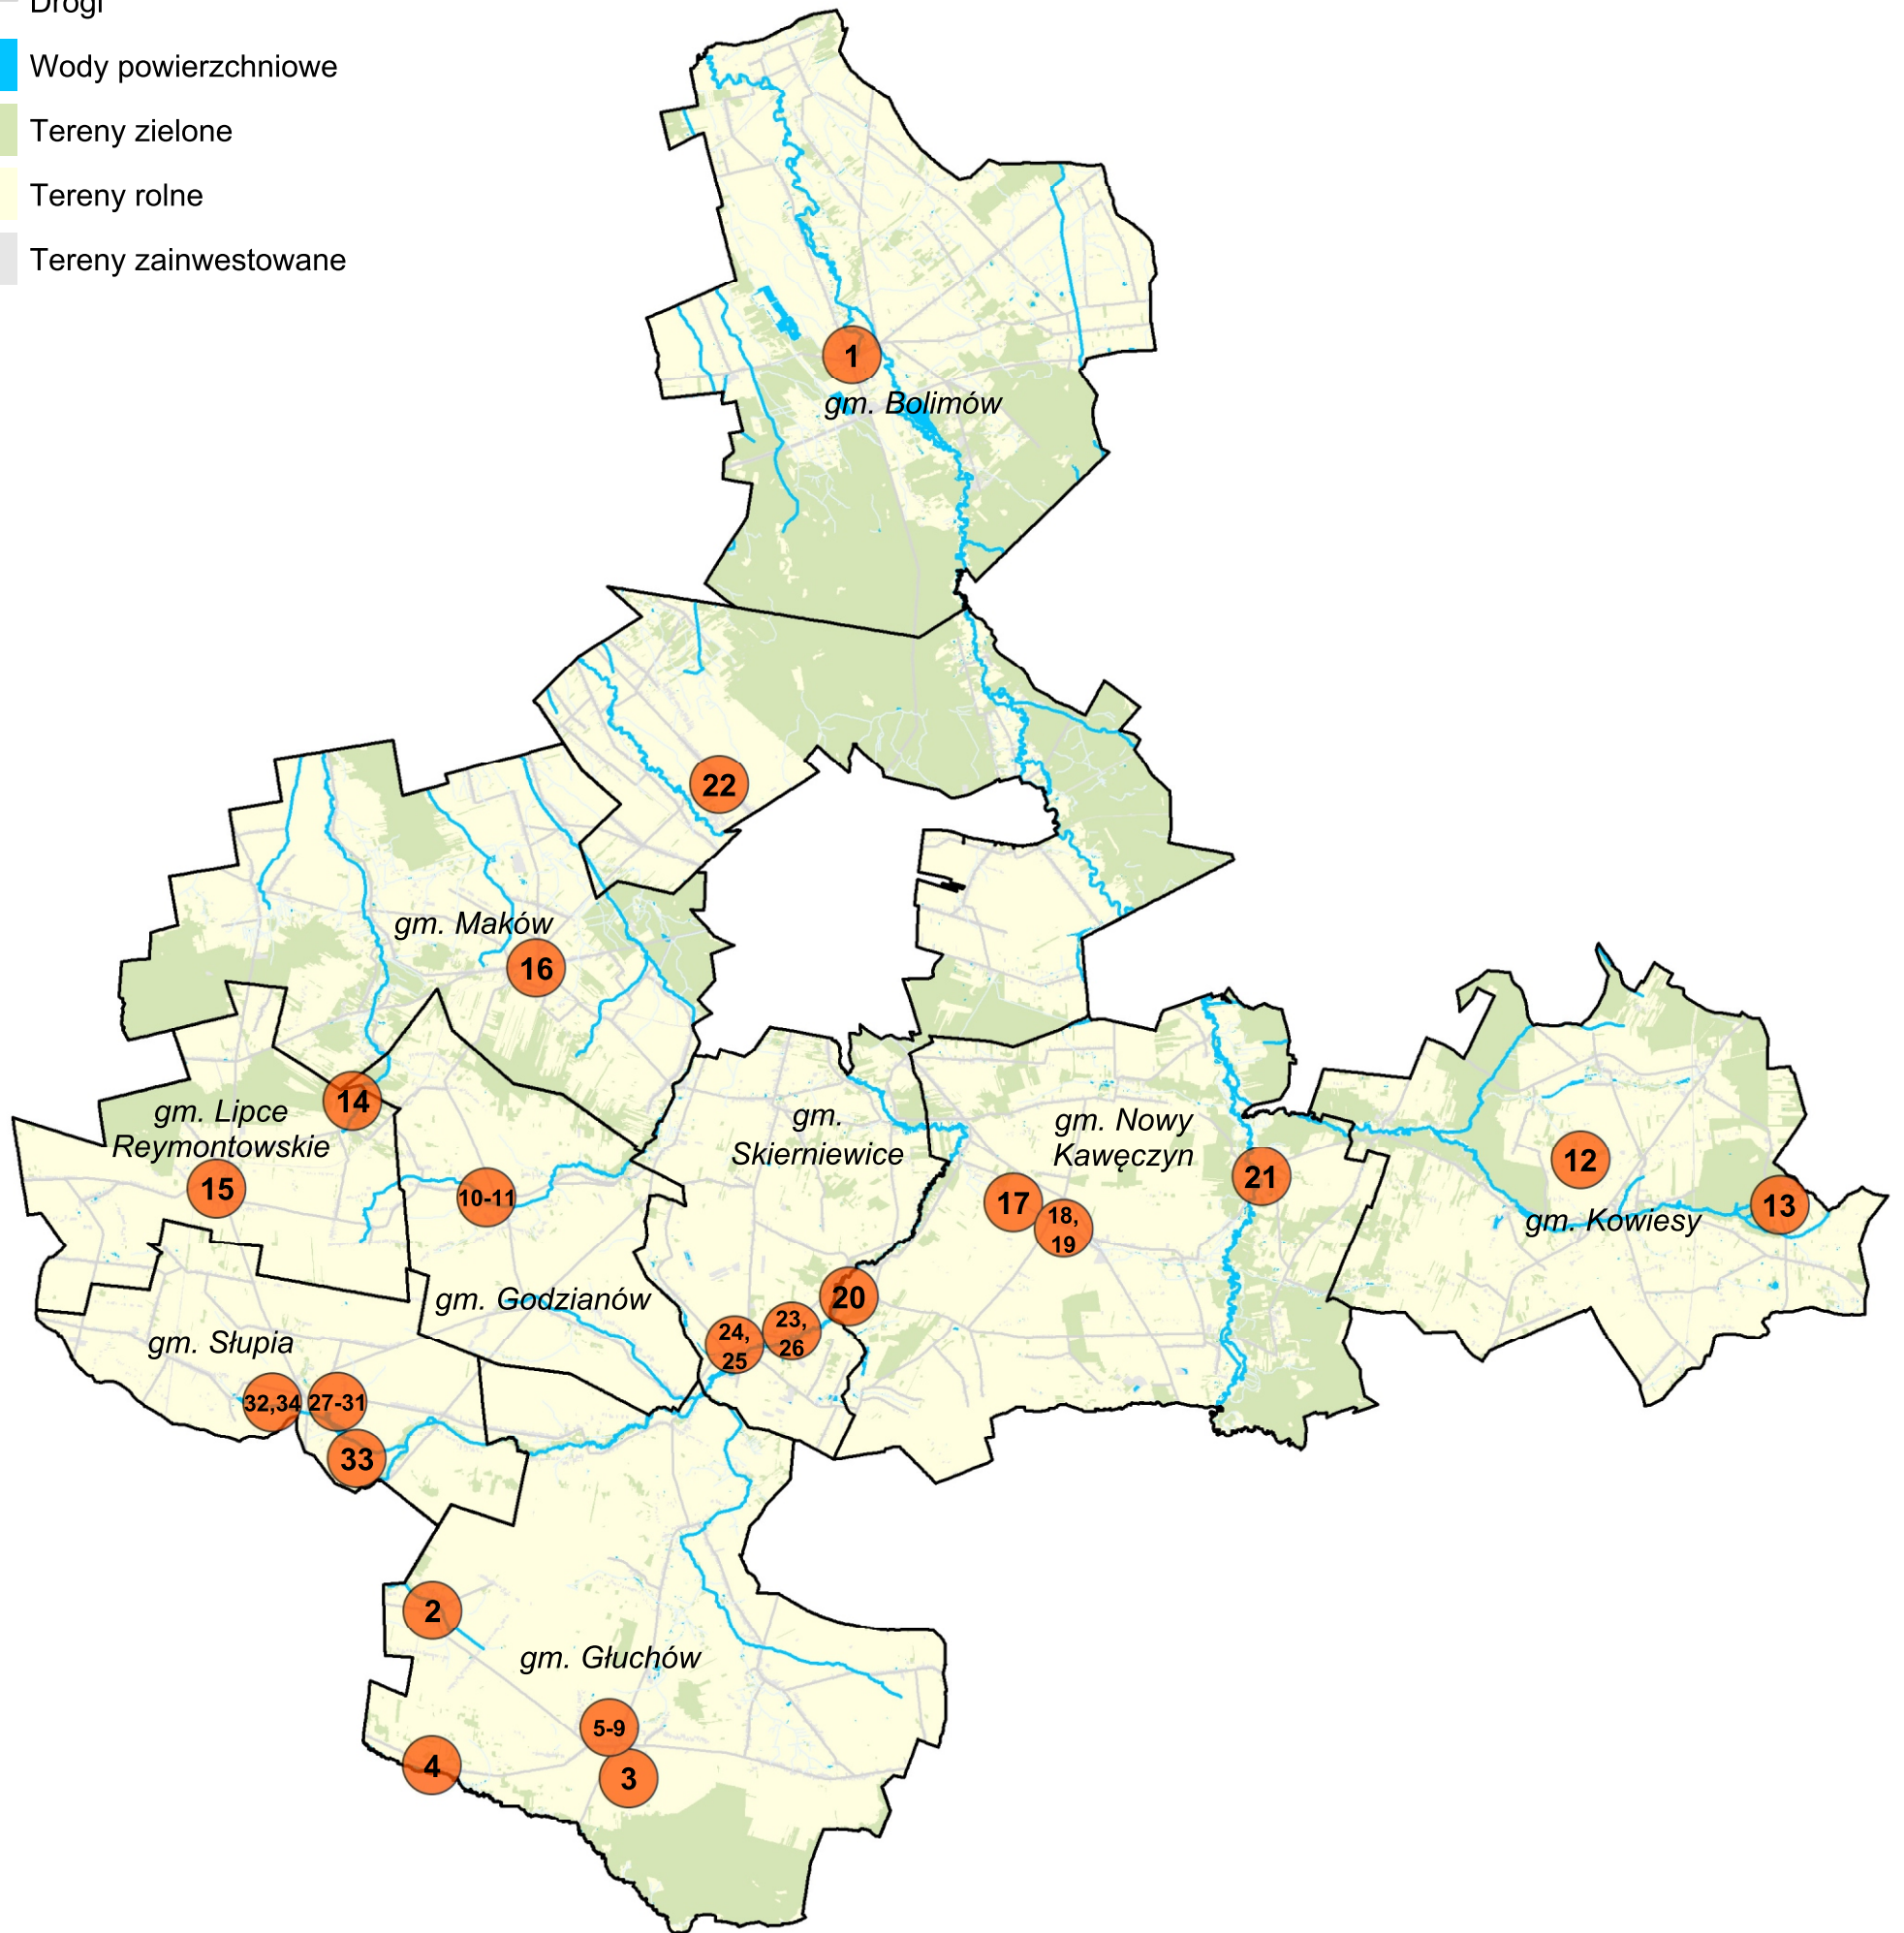 Drogi
Wody powierzchniowe
Tereny zielone
Tereny rolne
Tereny zainwestowane
1
gm. Bolimów
22
gm. Maków
16
14
gm. Lipce
Reymontowskie
15
10-11
gm.
Skierniewice
gm. Nowy
Kawęczyn
17
18,
19
21
12
13
gm. Kowiesy
gm. Godzianów
20
23,
26
24,
25
gm. Słupia
32,34
27-31
33
2
gm. Głuchów
5-9
4
3